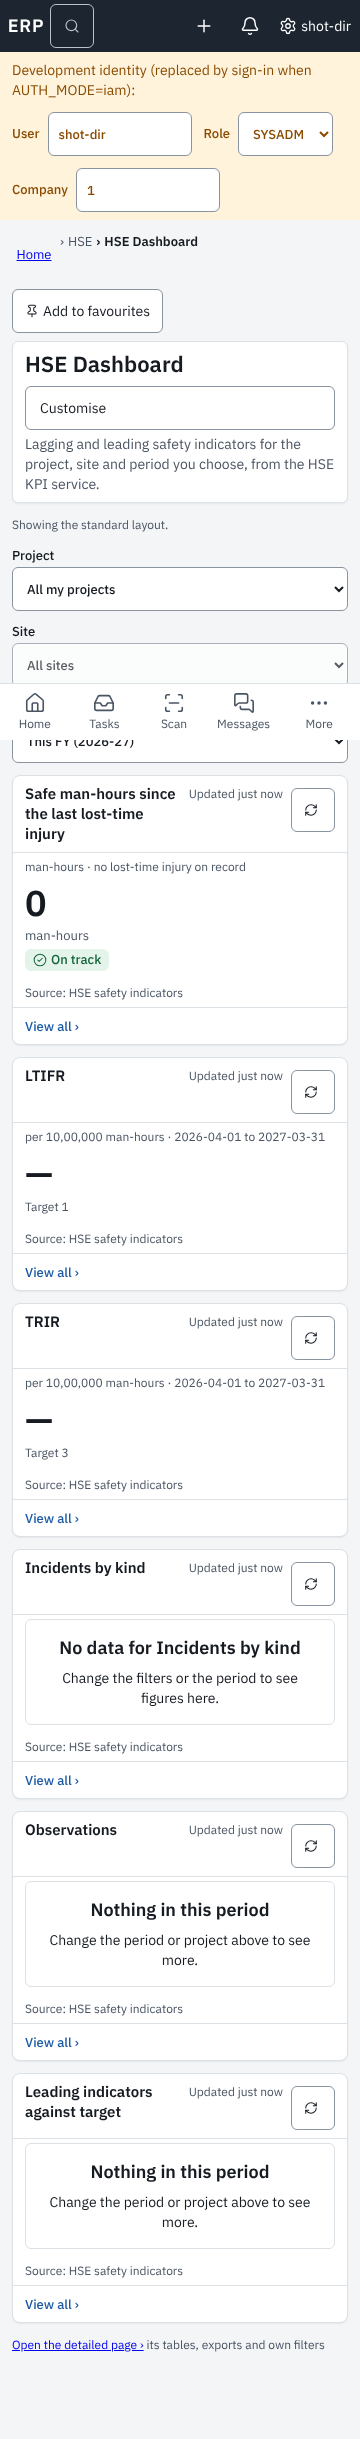 ERP
shot-dir
Development identity (replaced by sign-in when
AUTH_MODE=iam):
User shot-dir Role SYSADM
Company 1
Home › HSE › HSE Dashboard
Add to favourites
HSE Dashboard
Customise
Lagging and leading safety indicators for the
project, site and period you choose, from the HSE
KPI service.
Showing the standard layout.
Project
All my projects
Site
All sites
Home Tasks Scan Messages More
This FY (2026-27)
Safe man-hours since
the last lost-time
injury
Updated just now
man-hours · no lost-time injury on record
0
man-hours
On track
Source: HSE safety indicators
View all ›
LTIFR Updated just now
per 10,00,000 man-hours · 2026-04-01 to 2027-03-31
—
Target 1
Source: HSE safety indicators
View all ›
TRIR Updated just now
per 10,00,000 man-hours · 2026-04-01 to 2027-03-31
—
Target 3
Source: HSE safety indicators
View all ›
Incidents by kind Updated just now
No data for Incidents by kind
Change the filters or the period to see
figures here.
Source: HSE safety indicators
View all ›
Observations Updated just now
Nothing in this period
Change the period or project above to see
more.
Source: HSE safety indicators
View all ›
Leading indicators
against target
Updated just now
Nothing in this period
Change the period or project above to see
more.
Source: HSE safety indicators
View all ›
Open the detailed page › its tables, exports and own filters